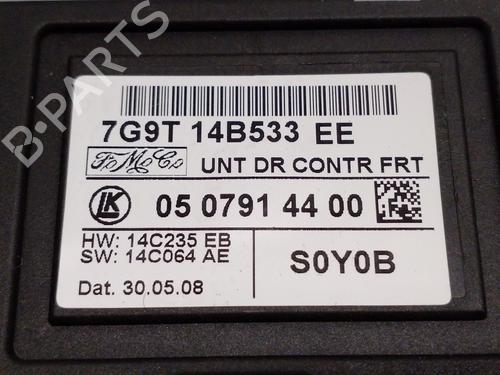 B-PARTS
7G9T 14B533 EE
FoMoCo UNT DR CONTR FRT
LK 05 0791 44 00
HW: 14C235 EB
SW: 14C064 AE
S0Y0B
Dat. 30.05.08